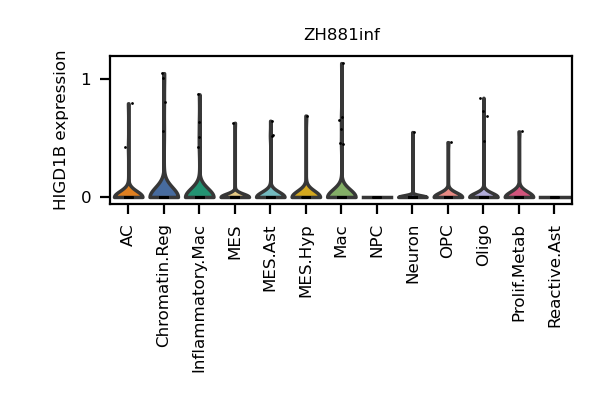 ZH881inf
HIGD1B expression
1
0
AC
Chromatin.Reg
Inflammatory.Mac
MES
MES.Ast
MES.Hyp
Mac
NPC
Neuron
OPC
Oligo
Prolif.Metab
Reactive.Ast